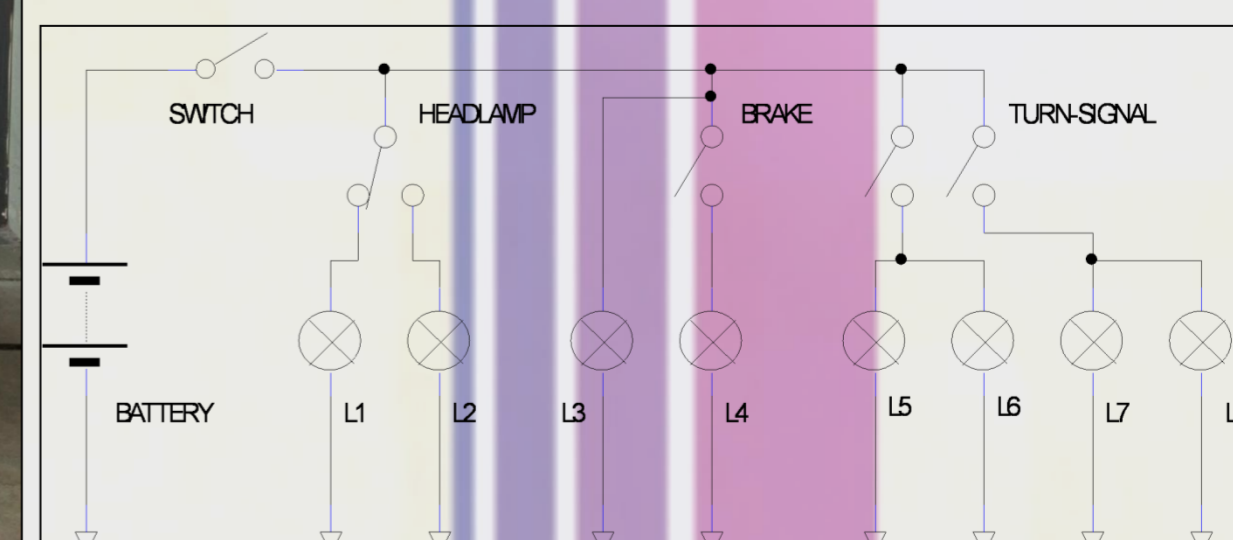 SWITCH
HEADLAMP
BRAKE
TURN-SIGNAL
BATTERY
L1
L2
L3
L4
L5
L6
L7